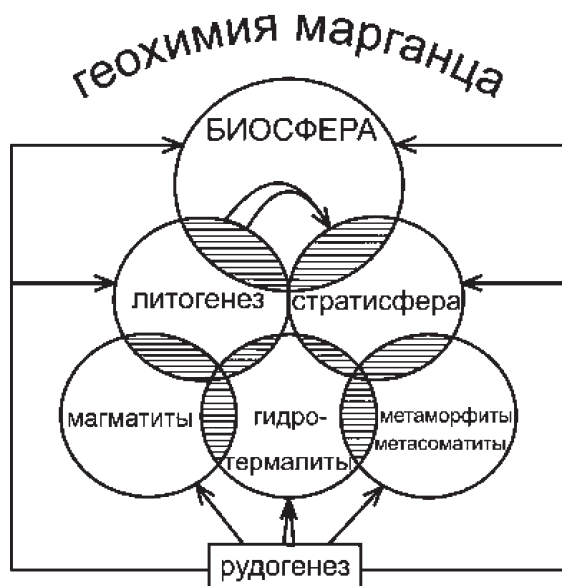 геохимия марганца
БИОСФЕРА
литогенез
стратисфера
магматиты
гидро-
термалиты
метаморфиты
метасоматиты
рудогенез